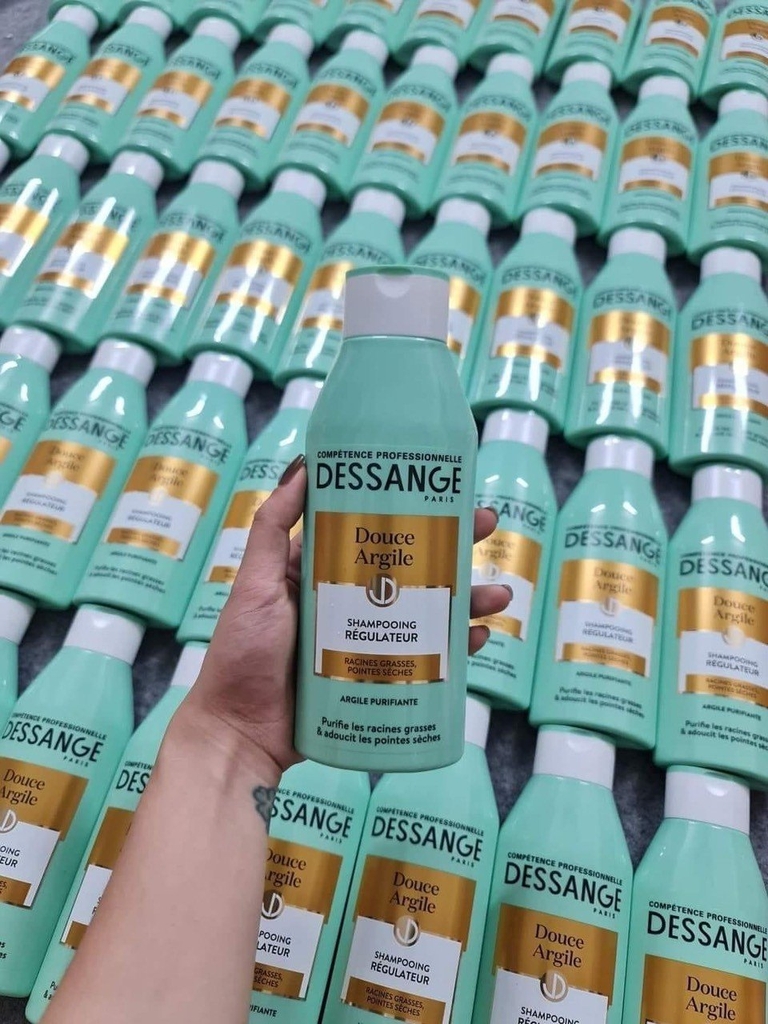 COMPÉTENCE PROFESSIONNELLE
DESSANGE
PARIS
Douce
Argile
JD
SHAMPOOING
RÉGULATEUR
RACINES GRASSES,
POINTES SÈCHES
ARGILE PURIFIANTE
Purifie les racines grasses
& adoucit les pointes sèches